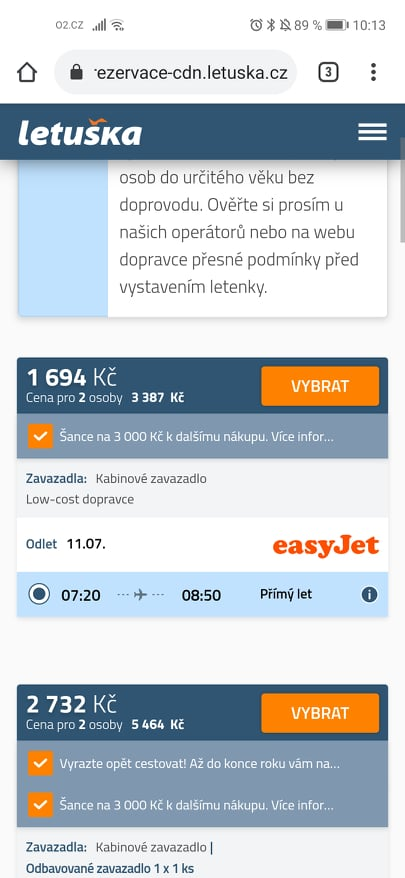 O2.CZ 89 % 10:13
rezervace-cdn.letuska.cz 3
letuška
osob do určitého věku bez
doprovodu. Ověřte si prosím u
našich operátorů nebo na webu
dopravce přesné podmínky před
vystavením letenky.
1 694 Kč
Cena pro 2 osoby 3 387 Kč
VYBRAT
Šance na 3 000 Kč k dalšímu nákupu. Více infor...
Zavazadla: Kabinové zavazadlo
Low-cost dopravce
Odlet 11.07. easyJet
07:20 08:50 Přímý let
2 732 Kč
Cena pro 2 osoby 5 464 Kč
VYBRAT
Vyrazte opět cestovat! Až do konce roku vám na...
Šance na 3 000 Kč k dalšímu nákupu. Více infor...
Zavazadla: Kabinové zavazadlo |
Odbavované zavazadlo 1 x 1 ks